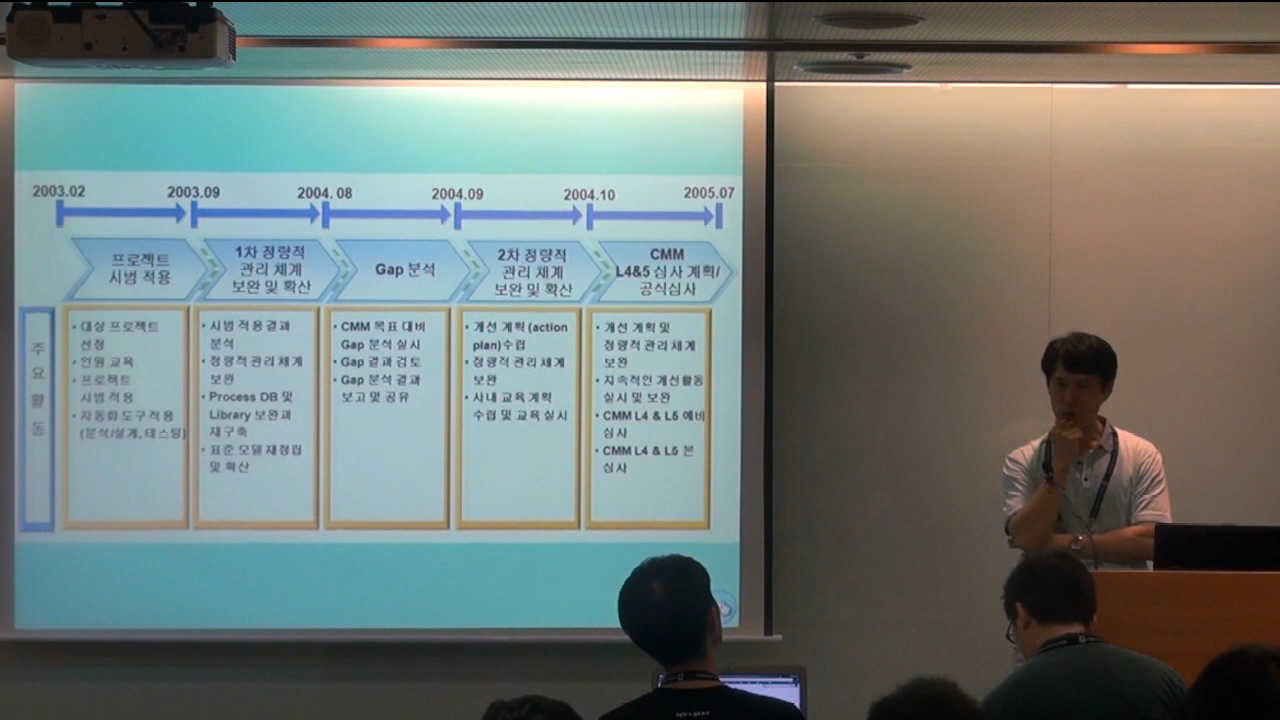 2003.02
2003.09
2004.08
2004.09
2004.10
2005.07
프로젝트
시범 적용
1차 정량적
관리 체계
보완 및 확산
Gap 분석
2차 정량적
관리 체계
보완 및 확산
CMM
L4&5 심사 계획/
공식심사
주
요
활
동
• 대상 프로젝트
선정
• 인원 교육
• 프로젝트
시범 적용
• 자동화 도구 적용
(분석/설계, 테스팅)
• 시범 적용 결과
분석
• 정량적 관리 체계
보완
• Process DB 및
Library 보완과
재구축
• 표준 모델 재정립
및 확산
• CMM 목표 대비
Gap 분석 실시
• Gap 결과 검토
• Gap 분석 결과
보고 및 공유
• 개선 계획 (action
plan)수립
• 정량적 관리 체계
보완
• 사내 교육 계획
수립 및 교육 실시
• 개선 계획 및
정량적 관리 체계
보완
• 지속적인 개선활동
실시 및 보완
• CMM L4 & L5 예비
심사
• CMM L4 & L5 본
심사